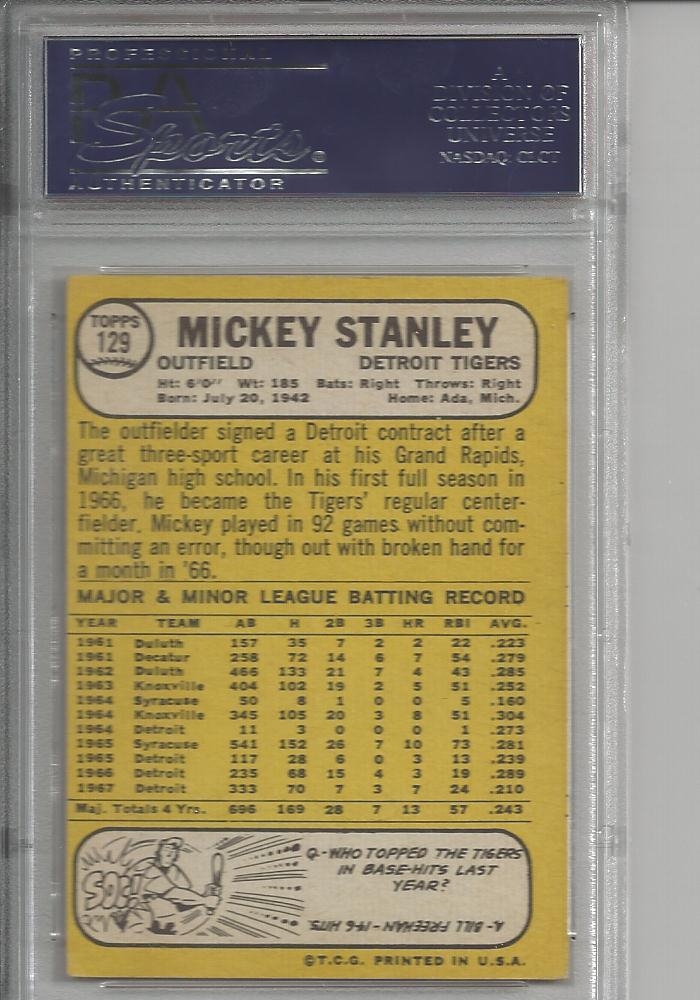 PROFESSIONAL
PSA
Sports®
AUTHENTICATOR
A
DIVISION OF
COLLECTORS
UNIVERSE
NASDAQ: CLCT
TOPPS
129
MICKEY STANLEY
OUTFIELD DETROIT TIGERS
Ht: 6'0" Wt: 185 Bats: Right Throws: Right
Born: July 20, 1942 Home: Ada, Mich.
The outfielder signed a Detroit contract after a
great three-sport career at his Grand Rapids,
Michigan high school. In his first full season in
1966, he became the Tigers' regular center-
fielder. Mickey played in 92 games without com-
mitting an error, though out with broken hand for
a month in '66.
MAJOR & MINOR LEAGUE BATTING RECORD
YEAR TEAM AB H 2B 3B HR RBI AVG.
1961 Duluth 157 35 7 2 2 22 .223
1961 Decatur 258 72 14 6 7 54 .279
1962 Duluth 466 133 21 7 4 43 .285
1963 Knoxville 404 102 19 2 5 51 .252
1964 Syracuse 50 8 1 0 0 5 .160
1964 Knoxville 345 105 20 3 8 51 .304
1964 Detroit 11 3 0 0 0 1 .273
1965 Syracuse 541 152 26 7 10 73 .281
1965 Detroit 117 28 6 0 3 13 .239
1966 Detroit 235 68 15 4 3 19 .289
1967 Detroit 333 70 7 3 7 24 .210
Maj. Totals 4 Yrs. 696 169 28 7 13 57 .243
SOCK!
Q-WHO TOPPED THE TIGERS
IN BASE-HITS LAST
YEAR?
A- BILL FREEHAN-146 HITS.
©T.C.G. PRINTED IN U.S.A.